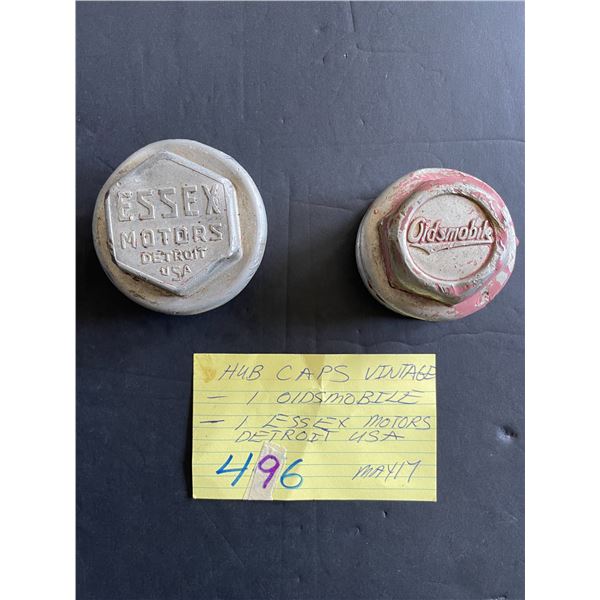 ESSEX
MOTORS
DETROIT
USA
Oldsmobile
HUB CAPS VINTAGE
- 1 OLDSMOBILE
- 1 ESSEX MOTORS
DETROIT USA
496 MAY17